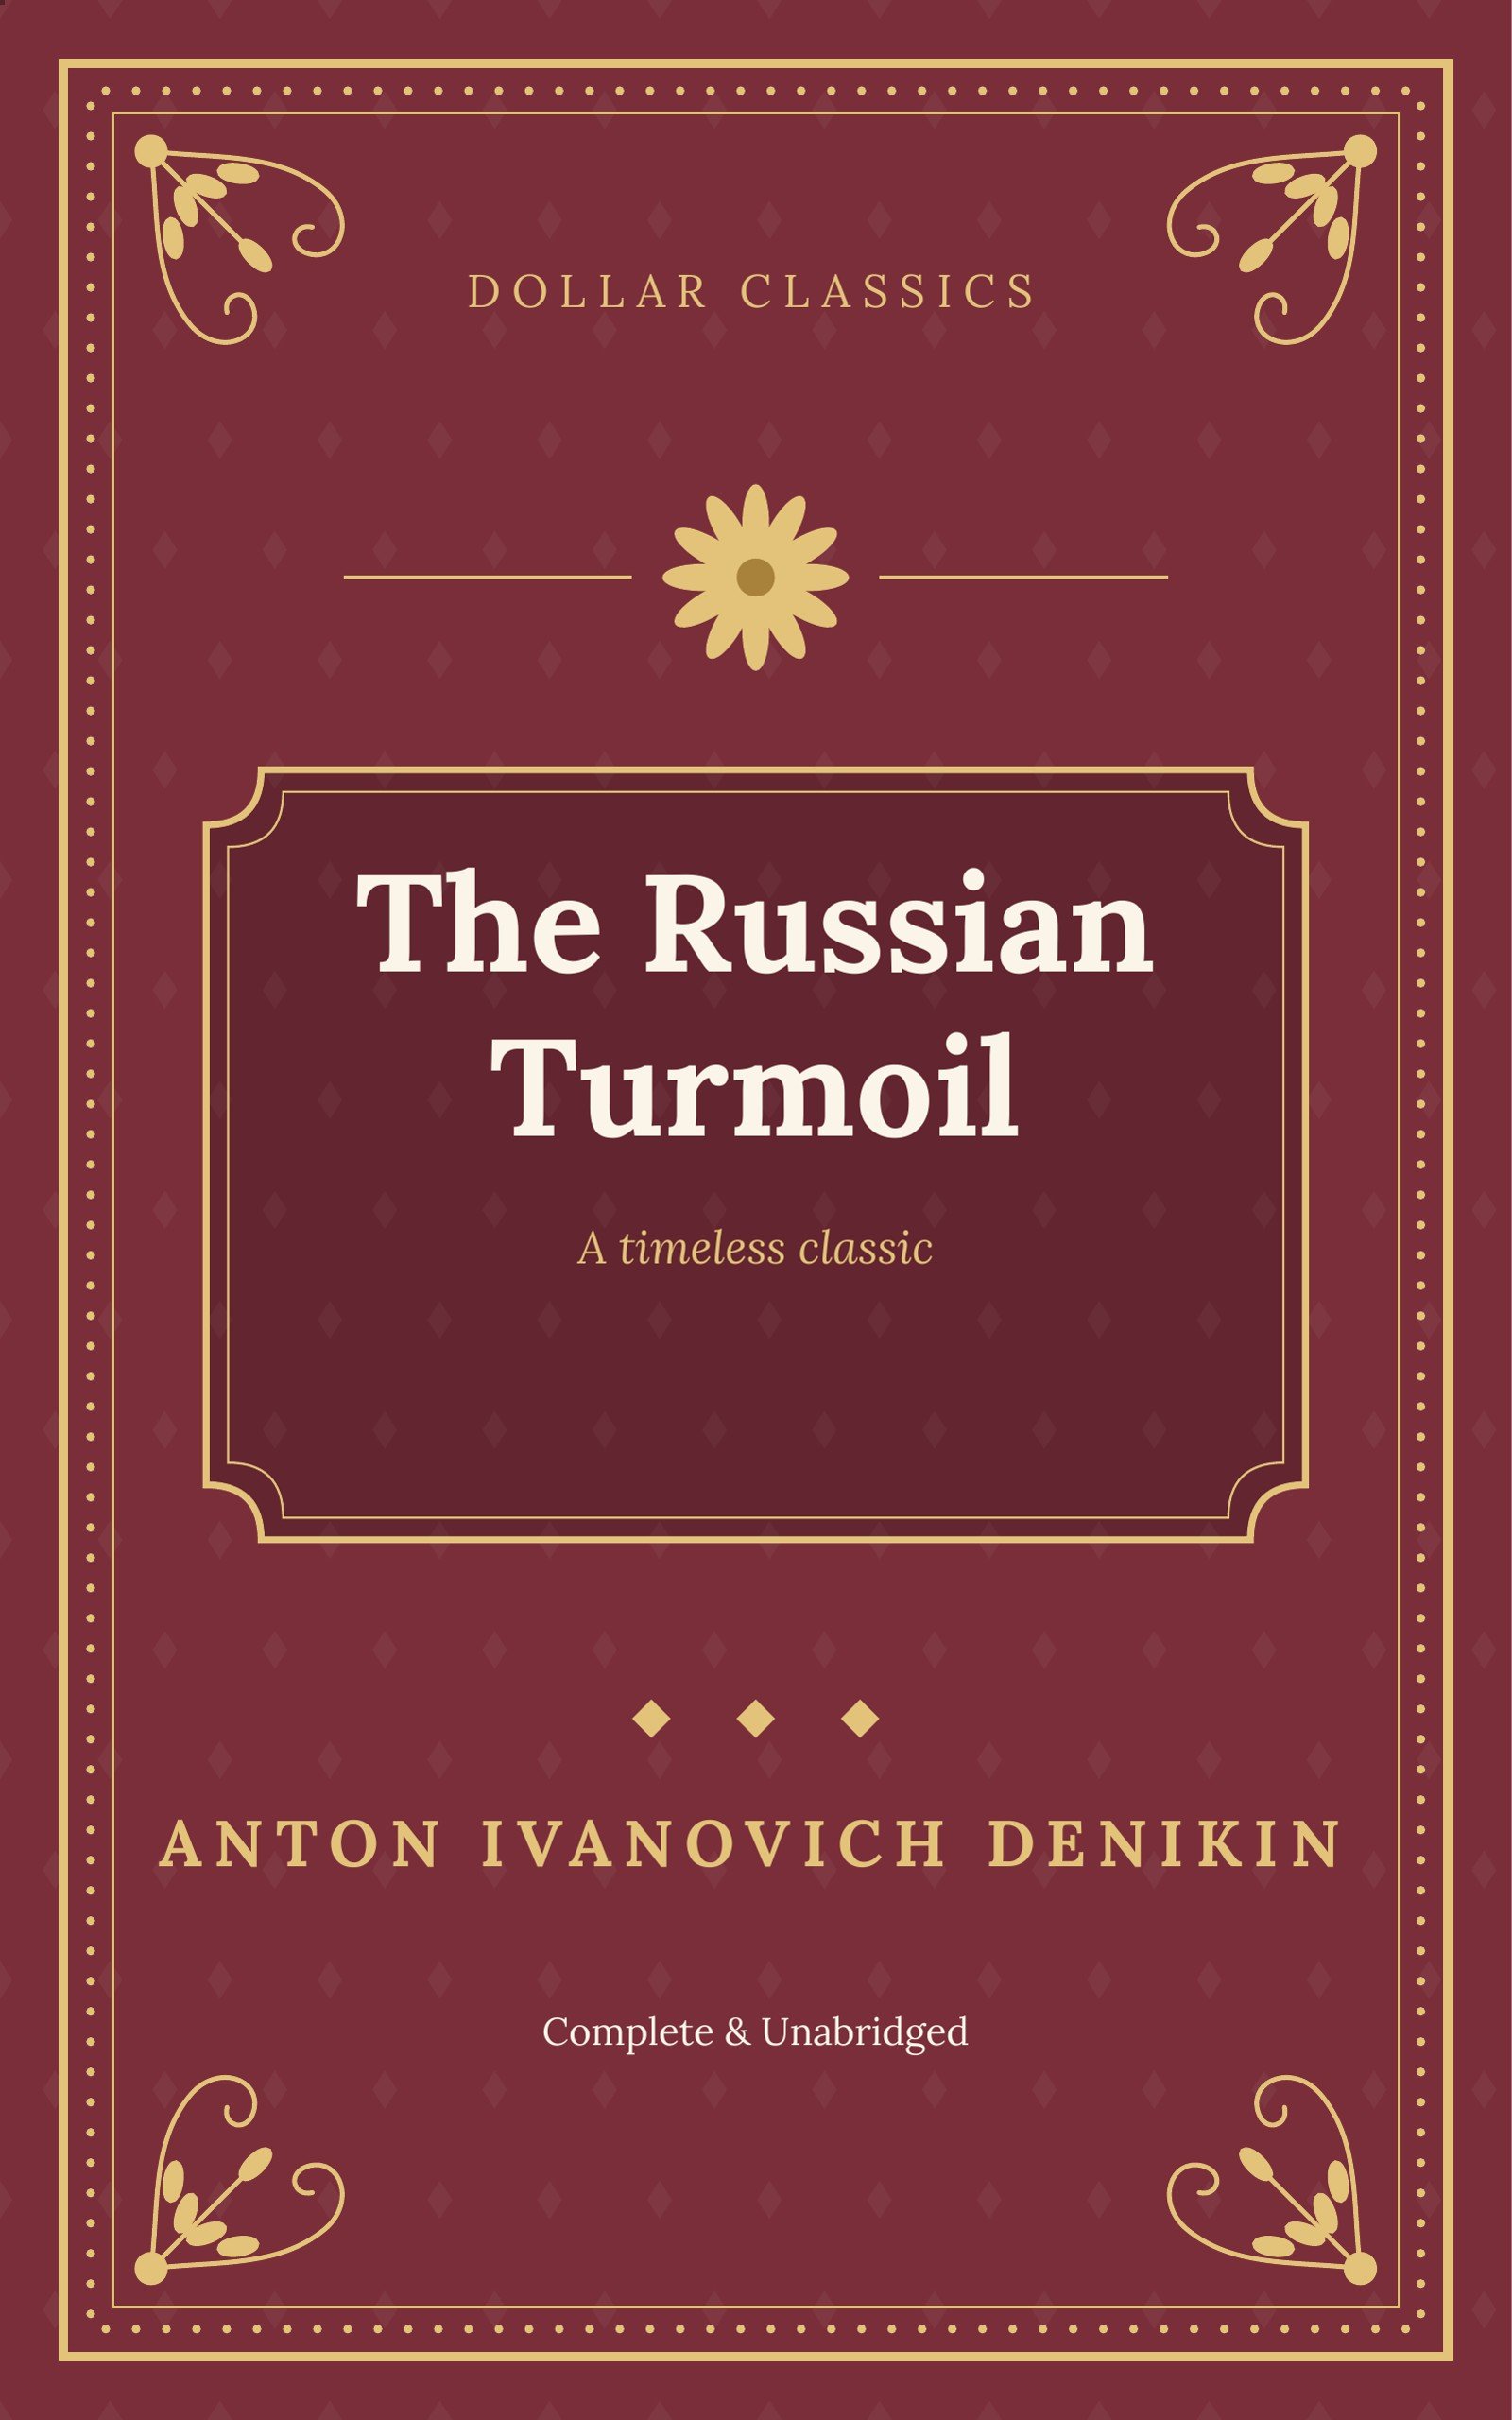 DOLLAR CLASSICS
The Russian
Turmoil
A timeless classic
ANTON IVANOVICH DENIKIN
Complete & Unabridged